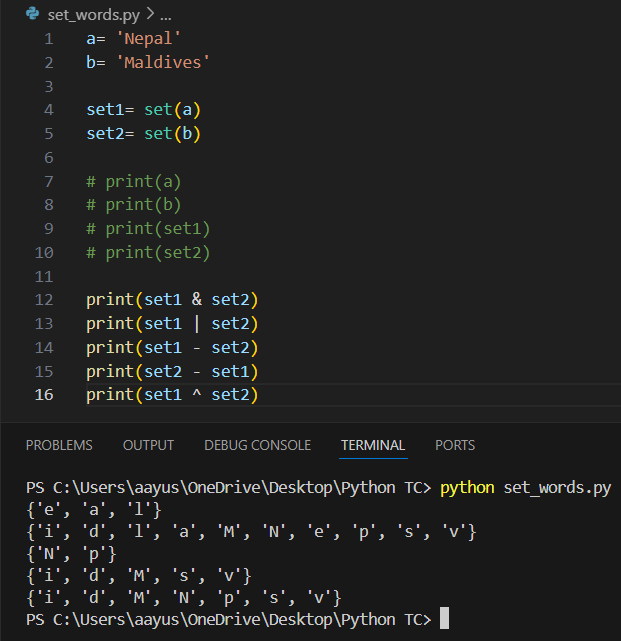 set_words.py > ...
1 a= 'Nepal'
2 b= 'Maldives'
3
4 set1= set(a)
5 set2= set(b)
6
7 # print(a)
8 # print(b)
9 # print(set1)
10 # print(set2)
11
12 print(set1 & set2)
13 print(set1 | set2)
14 print(set1 - set2)
15 print(set2 - set1)
16 print(set1 ^ set2)
PROBLEMS OUTPUT DEBUG CONSOLE TERMINAL PORTS
PS C:\Users\aayus\OneDrive\Desktop\Python TC> python set_words.py
{'e', 'a', 'l'}
{'i', 'd', 'l', 'a', 'M', 'N', 'e', 'p', 's', 'v'}
{'N', 'p'}
{'i', 'd', 'M', 's', 'v'}
{'i', 'd', 'M', 'N', 'p', 's', 'v'}
PS C:\Users\aayus\OneDrive\Desktop\Python TC>